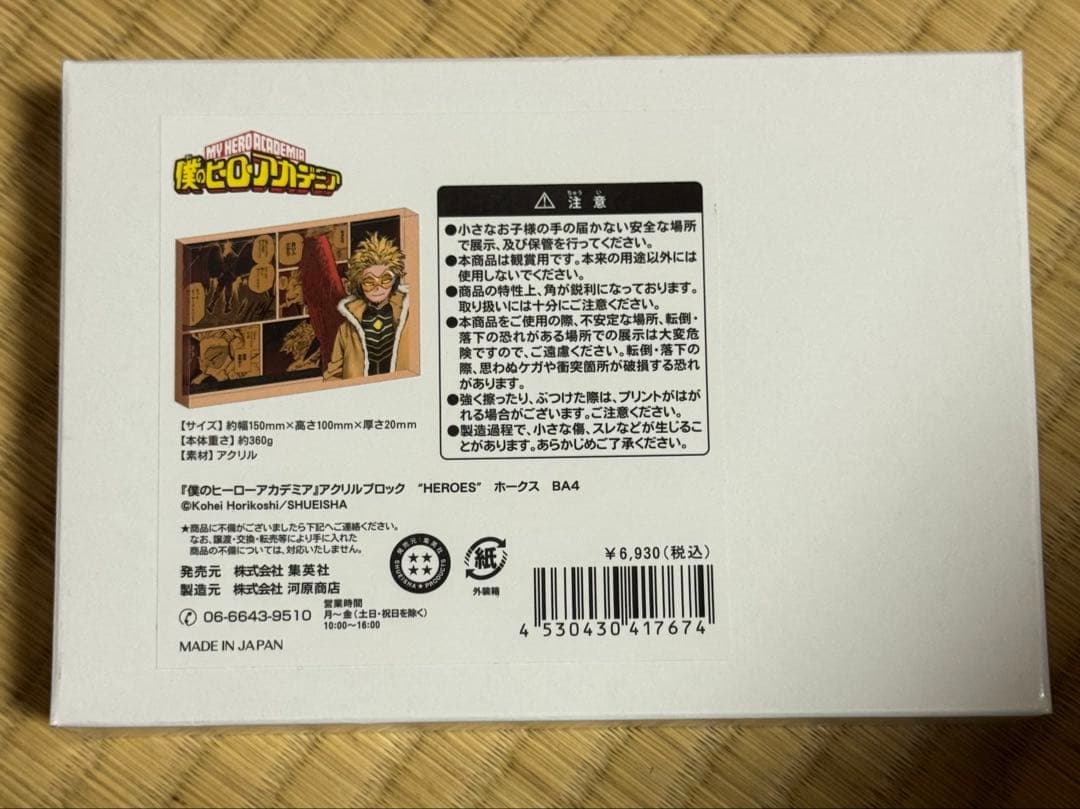 MY HERO ACADEMIA
僕のヒーローアカデミア
【サイズ】約幅150mm×高さ100mm×厚さ20mm
【本体重さ】約360g
【素材】アクリル
⚠ 注意
ちゅう い
●小さなお子様の手の届かない安全な場所
で展示、及び保管を行ってください。
●本商品は観賞用です。本来の用途以外には
使用しないでください。
●商品の特性上、角が鋭利になっております。
取り扱いには十分にご注意ください。
●本商品をご使用の際、不安定な場所、転倒・
落下の恐れがある場所での展示は大変危
険ですので、ご遠慮ください。転倒・落下の
際、思わぬケガや衝突箇所が破損する恐れ
があります。
●強く擦ったり、ぶつけた際は、プリントがはが
れる場合がございます。ご注意ください。
●製造過程で、小さな傷、スレなどが生じるこ
とがあります。あらかじめご了承ください。
『僕のヒーローアカデミア』アクリルブロック “HEROES” ホークス BA4
©Kohei Horikoshi/SHUEISHA
★商品に不備がございましたら下記へご連絡ください。
なお、譲渡・交換・転売等により手に入れた
商品の不備については、対応いたしません。
発売元 株式会社 集英社
製造元 株式会社 河原商店
06-6643-9510
営業時間
月～金(土日・祝日を除く)
10:00～16:00
MADE IN JAPAN
発売元:集英社
SHUEISHA PRODUCTS
紙
外装箱
￥6,930(税込)
4 530430 417674